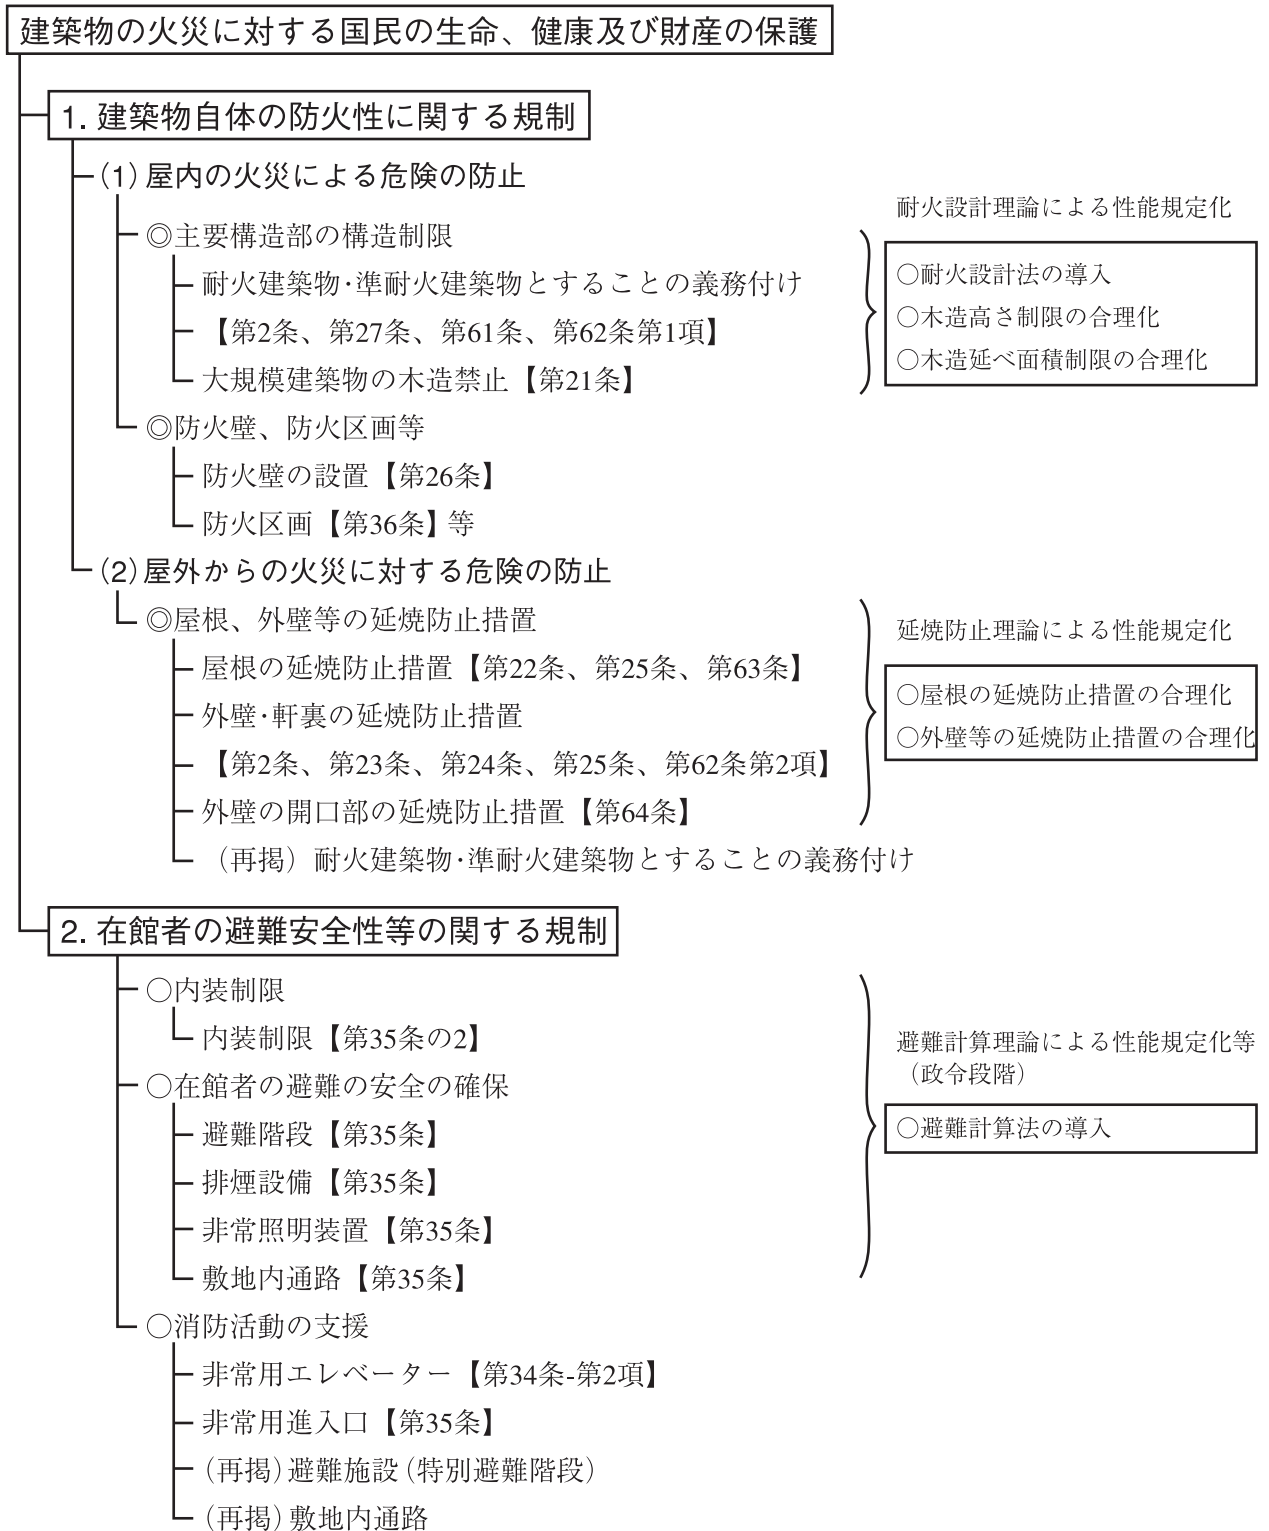 建築物の火災に対する国民の生命、健康及び財産の保護
1. 建築物自体の防火性に関する規制
(1) 屋内の火災による危険の防止
◎主要構造部の構造制限
耐火建築物・準耐火建築物とすることの義務付け
【第2条、第27条、第61条、第62条第1項】
大規模建築物の木造禁止【第21条】
耐火設計理論による性能規定化
○耐火設計法の導入
○木造高さ制限の合理化
○木造延べ面積制限の合理化
◎防火壁、防火区画等
防火壁の設置【第26条】
防火区画【第36条】等
(2) 屋外からの火災に対する危険の防止
◎屋根、外壁等の延焼防止措置
屋根の延焼防止措置【第22条、第25条、第63条】
外壁・軒裏の延焼防止措置
【第2条、第23条、第24条、第25条、第62条第2項】
外壁の開口部の延焼防止措置【第64条】
（再掲）耐火建築物・準耐火建築物とすることの義務付け
延焼防止理論による性能規定化
○屋根の延焼防止措置の合理化
○外壁等の延焼防止措置の合理化
2. 在館者の避難安全性等の関する規制
○内装制限
内装制限【第35条の2】
○在館者の避難の安全の確保
避難階段【第35条】
排煙設備【第35条】
非常照明装置【第35条】
敷地内通路【第35条】
避難計算理論による性能規定化等
（政令段階）
○避難計算法の導入
○消防活動の支援
非常用エレベーター【第34条-第2項】
非常用進入口【第35条】
(再掲)避難施設(特別避難階段)
(再掲)敷地内通路